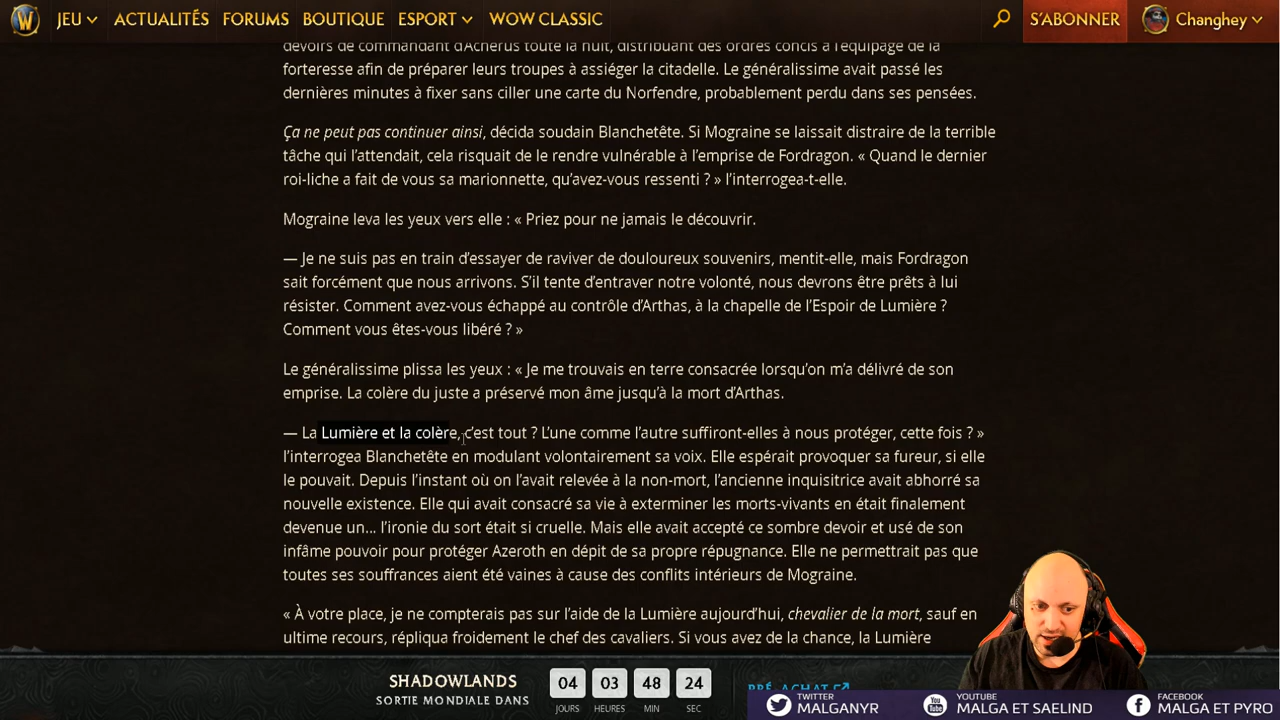 JEU ACTUALITÉS FORUMS BOUTIQUE ESPORT WOW CLASSIC S'ABONNER Changhey
devoirs de commandant d'Achérus toute la nuit, distribuant des ordres concis à l'équipage de la
forteresse afin de préparer leurs troupes à assiéger la citadelle. Le généralissime avait passé les
dernières minutes à fixer sans ciller une carte du Norfendre, probablement perdu dans ses pensées.
Ça ne peut pas continuer ainsi, décida soudain Blanchetête. Si Mograine se laissait distraire de la terrible
tâche qui l'attendait, cela risquait de le rendre vulnérable à l'emprise de Fordragon. « Quand le dernier
roi-liche a fait de vous sa marionnette, qu'avez-vous ressenti ? » l'interrogea-t-elle.
Mograine leva les yeux vers elle : « Priez pour ne jamais le découvrir.
— Je ne suis pas en train d'essayer de raviver de douloureux souvenirs, mentit-elle, mais Fordragon
sait forcément que nous arrivons. S'il tente d'entraver notre volonté, nous devrons être prêts à lui
résister. Comment avez-vous échappé au contrôle d'Arthas, à la chapelle de l'Espoir de Lumière ?
Comment vous êtes-vous libéré ? »
Le généralissime plissa les yeux : « Je me trouvais en terre consacrée lorsqu'on m'a délivré de son
emprise. La colère du juste a préservé mon âme jusqu'à la mort d'Arthas.
— La Lumière et la colère, c'est tout ? L'une comme l'autre suffiront-elles à nous protéger, cette fois ? »
l'interrogea Blanchetête en modulant volontairement sa voix. Elle espérait provoquer sa fureur, si elle
le pouvait. Depuis l'instant où on l'avait relevée à la non-mort, l'ancienne inquisitrice avait abhorré sa
nouvelle existence. Elle qui avait consacré sa vie à exterminer les morts-vivants en était finalement
devenue un... l'ironie du sort était si cruelle. Mais elle avait accepté ce sombre devoir et usé de son
infâme pouvoir pour protéger Azeroth en dépit de sa propre répugnance. Elle ne permettrait pas que
toutes ses souffrances aient été vaines à cause des conflits intérieurs de Mograine.
« À votre place, je ne compterais pas sur l'aide de la Lumière aujourd'hui, chevalier de la mort, sauf en
ultime recours, répliqua froidement le chef des cavaliers. Si vous avez de la chance, la Lumière
SHADOWLANDS
SORTIE MONDIALE DANS
04 03 48 24
JOURS HEURES MIN SEC
PRÉ-ACHAT
TWITTER
MALGANYR
YOUTUBE
MALGA ET SAELIND
FACEBOOK
MALGA ET PYRO